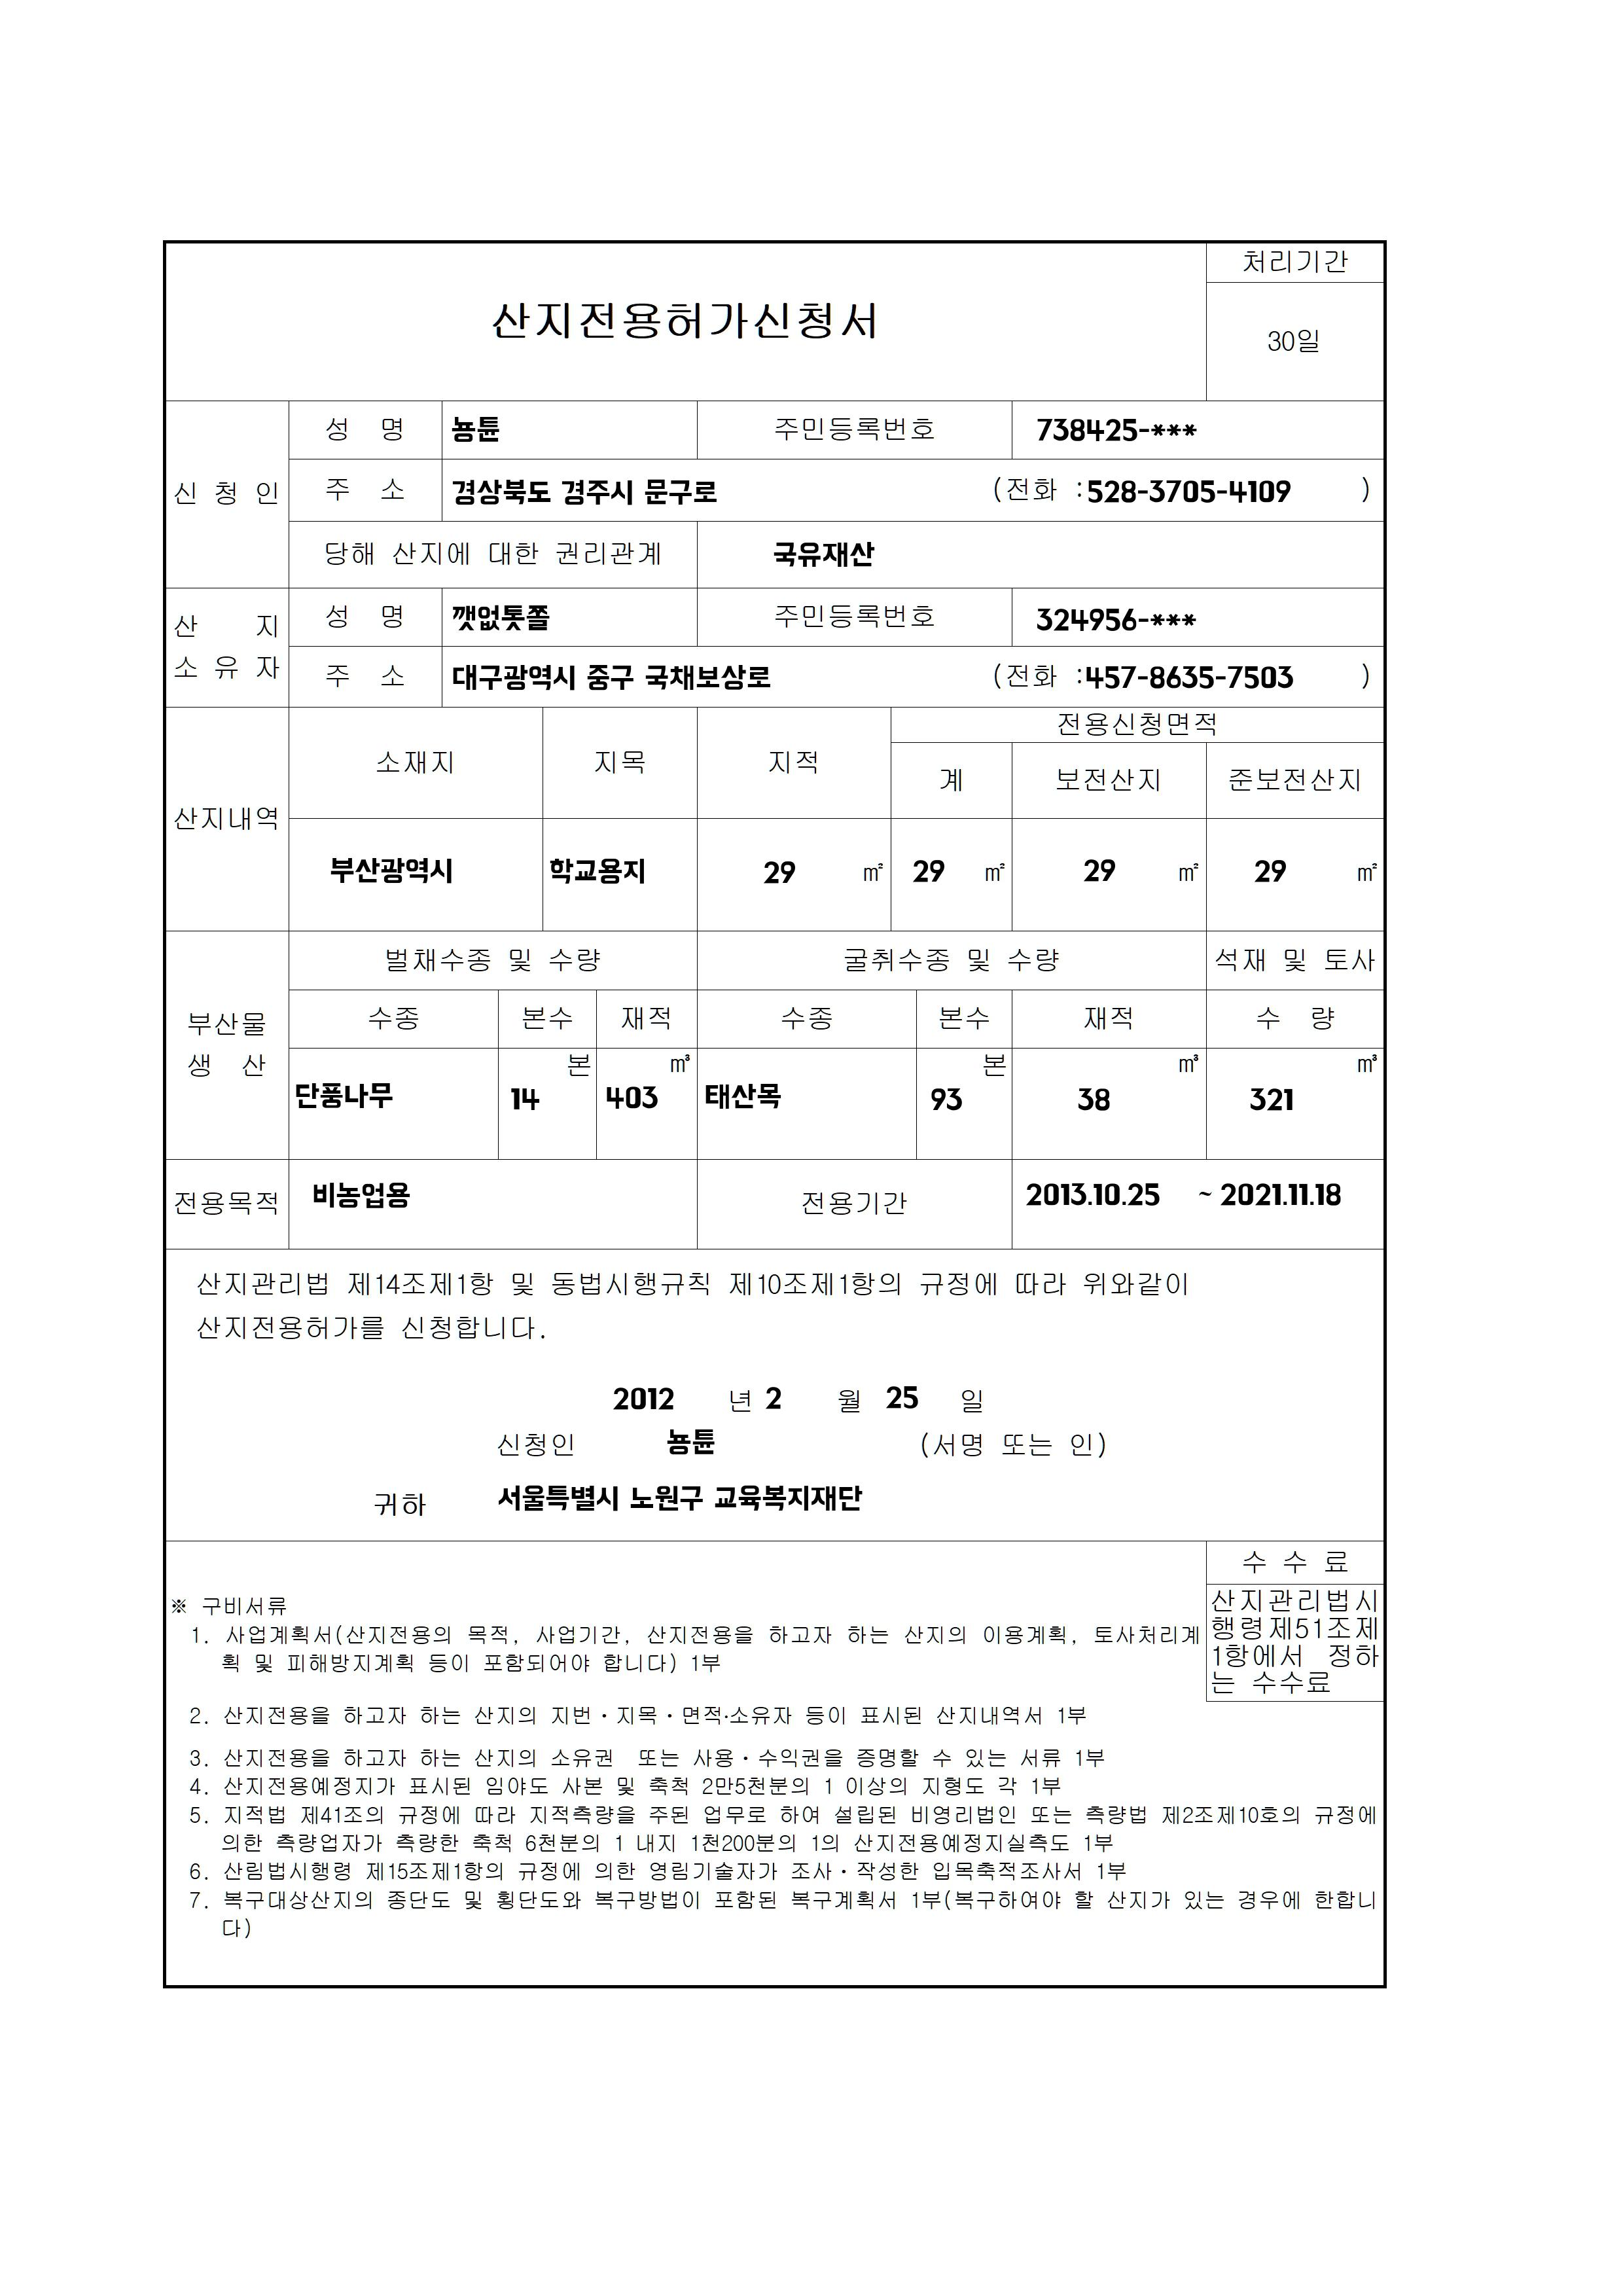 처리기간
산지전용허가신청서
30일
신 청 인
성 명 뇽튠 주민등록번호 738425-***
주 소 경상북도 경주시 문구로 (전화 :528-3705-4109 )
당해 산지에 대한 권리관계 국유재산
산 지
소 유 자
성 명 깻없톳쫄 주민등록번호 324956-***
주 소 대구광역시 중구 국채보상로 (전화 :457-8635-7503 )
산지내역
소재지 지목 지적 전용신청면적
계 보전산지 준보전산지
부산광역시 학교용지 29 ㎡ 29 ㎡ 29 ㎡ 29 ㎡
부산물
생 산
벌채수종 및 수량 굴취수종 및 수량 석재 및 토사
수종 본수 재적 수종 본수 재적 수 량
본 ㎥ 본 ㎥ ㎥
단풍나무 14 403 태산목 93 38 321
전용목적 비농업용 전용기간 2013.10.25 ~ 2021.11.18
산지관리법 제14조제1항 및 동법시행규칙 제10조제1항의 규정에 따라 위와같이
산지전용허가를 신청합니다.
2012 년 2 월 25 일
신청인 뇽튠 (서명 또는 인)
귀하 서울특별시 노원구 교육복지재단
수 수 료
산지관리법시
행령제51조제
1항에서 정하
는 수수료
※ 구비서류
1. 사업계획서(산지전용의 목적, 사업기간, 산지전용을 하고자 하는 산지의 이용계획, 토사처리계
획 및 피해방지계획 등이 포함되어야 합니다) 1부
2. 산지전용을 하고자 하는 산지의 지번·지목·면적·소유자 등이 표시된 산지내역서 1부
3. 산지전용을 하고자 하는 산지의 소유권 또는 사용·수익권을 증명할 수 있는 서류 1부
4. 산지전용예정지가 표시된 임야도 사본 및 축척 2만5천분의 1 이상의 지형도 각 1부
5. 지적법 제41조의 규정에 따라 지적측량을 주된 업무로 하여 설립된 비영리법인 또는 측량법 제2조제10호의 규정에
의한 측량업자가 측량한 축척 6천분의 1 내지 1천200분의 1의 산지전용예정지실측도 1부
6. 산림법시행령 제15조제1항의 규정에 의한 영림기술자가 조사·작성한 입목축적조사서 1부
7. 복구대상산지의 종단도 및 횡단도와 복구방법이 포함된 복구계획서 1부(복구하여야 할 산지가 있는 경우에 한합니
다)